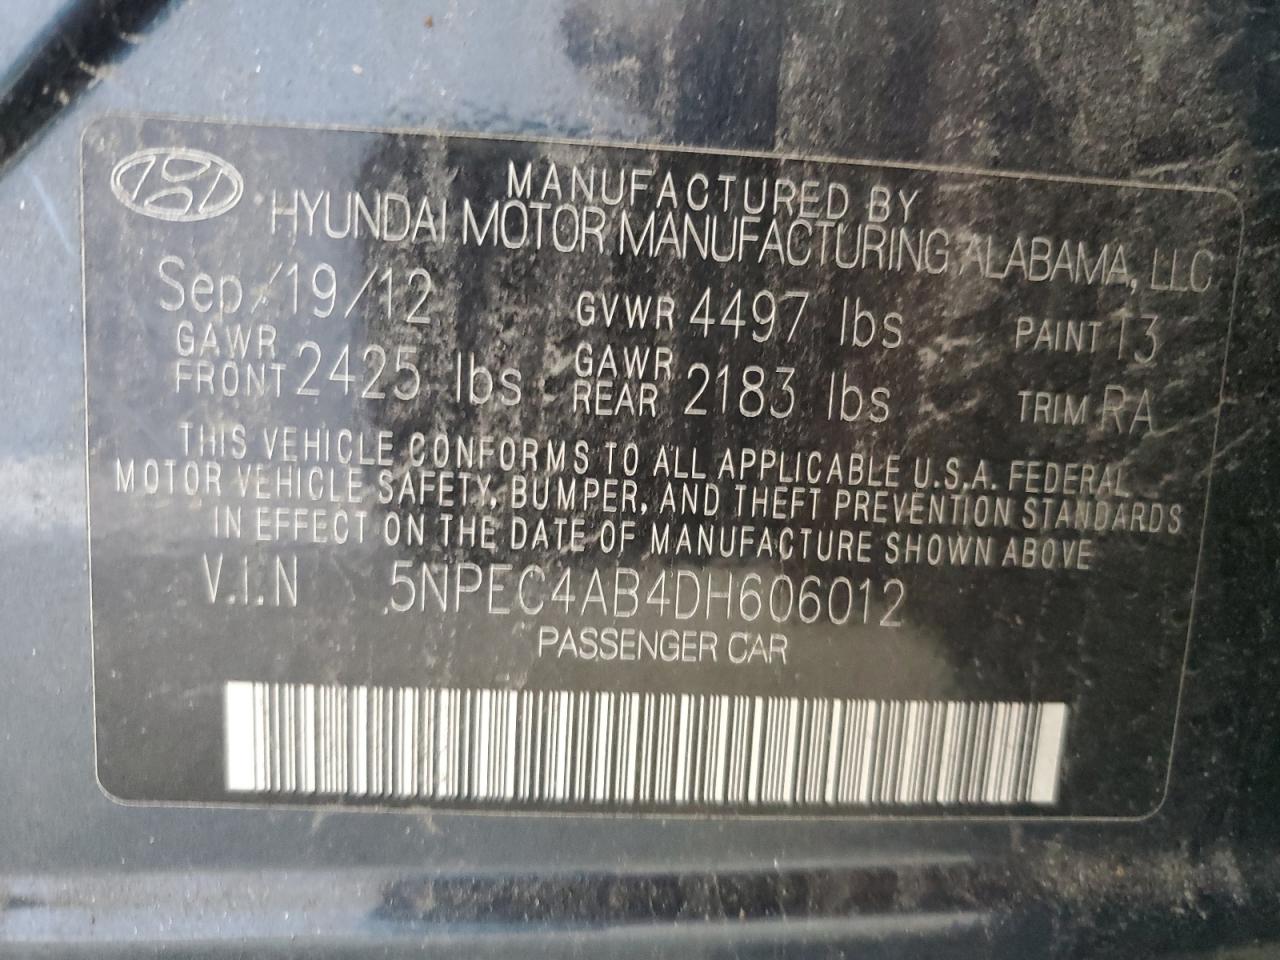 MANUFACTURED BY
HYUNDAI MOTOR MANUFACTURING ALABAMA, LLC
Sep/19/12 GVWR 4497 lbs PAINT 13
GAWR FRONT 2425 lbs GAWR REAR 2183 lbs TRIM RA
THIS VEHICLE CONFORMS TO ALL APPLICABLE U.S.A. FEDERAL
MOTOR VEHICLE SAFETY, BUMPER, AND THEFT PREVENTION STANDARDS
IN EFFECT ON THE DATE OF MANUFACTURE SHOWN ABOVE
V.I.N 5NPEC4AB4DH606012
PASSENGER CAR